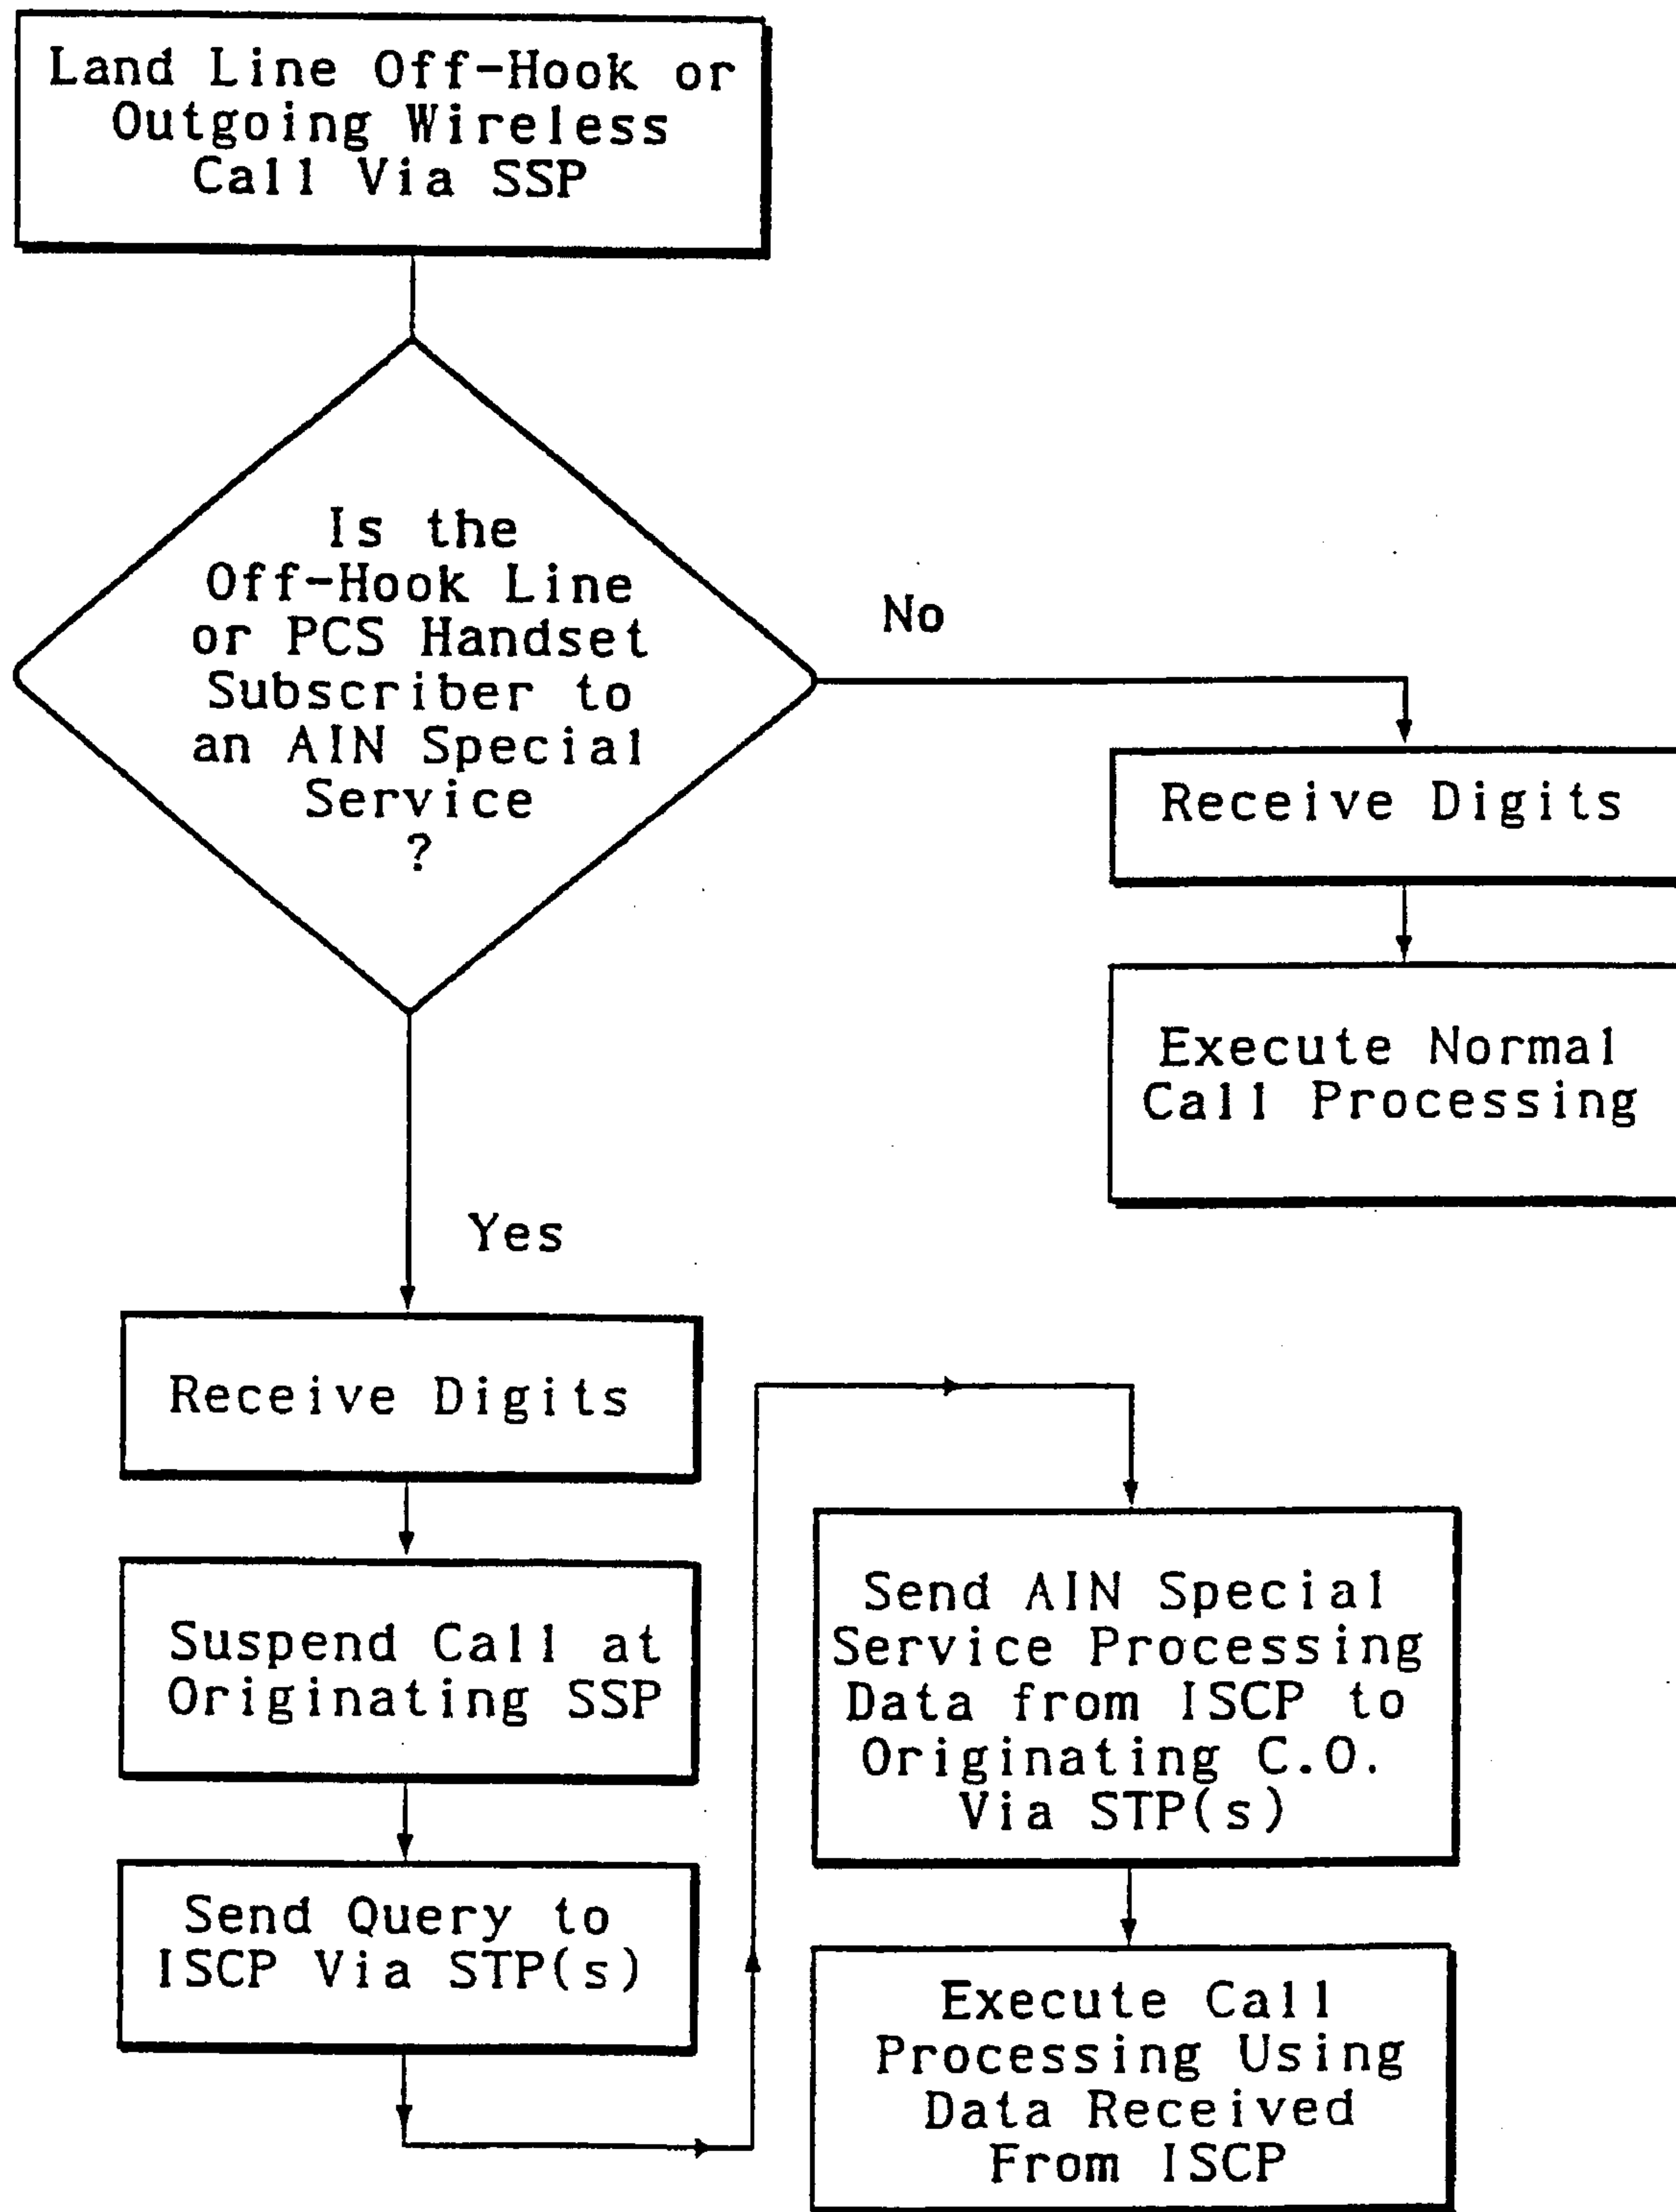 Land Line Off-Hook or
Outgoing Wireless
Call Via SSP
Is the
Off-Hook Line
or PCS Handset
Subscriber to
an AIN Special
Service
?
No
Receive Digits
Execute Normal
Call Processing
Yes
Receive Digits
Suspend Call at
Originating SSP
Send Query to
ISCP Via STP(s)
Send AIN Special
Service Processing
Data from ISCP to
Originating C.O.
Via STP(s)
Execute Call
Processing Using
Data Received
From ISCP